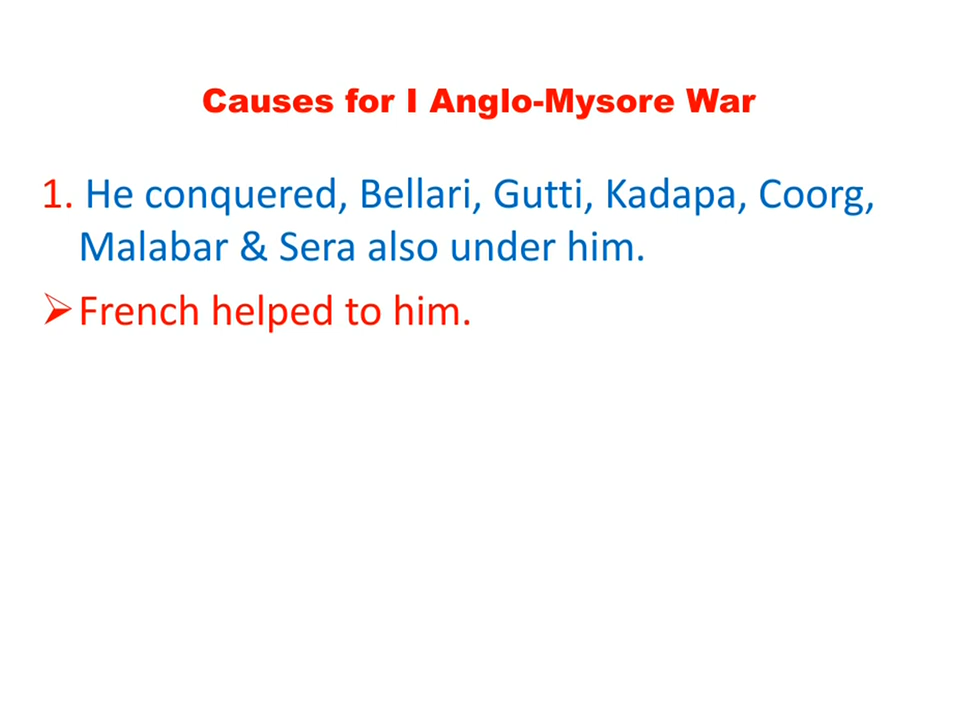 Causes for I Anglo-Mysore War
1. He conquered, Bellari, Gutti, Kadapa, Coorg,
Malabar & Sera also under him.
➢ French helped to him.